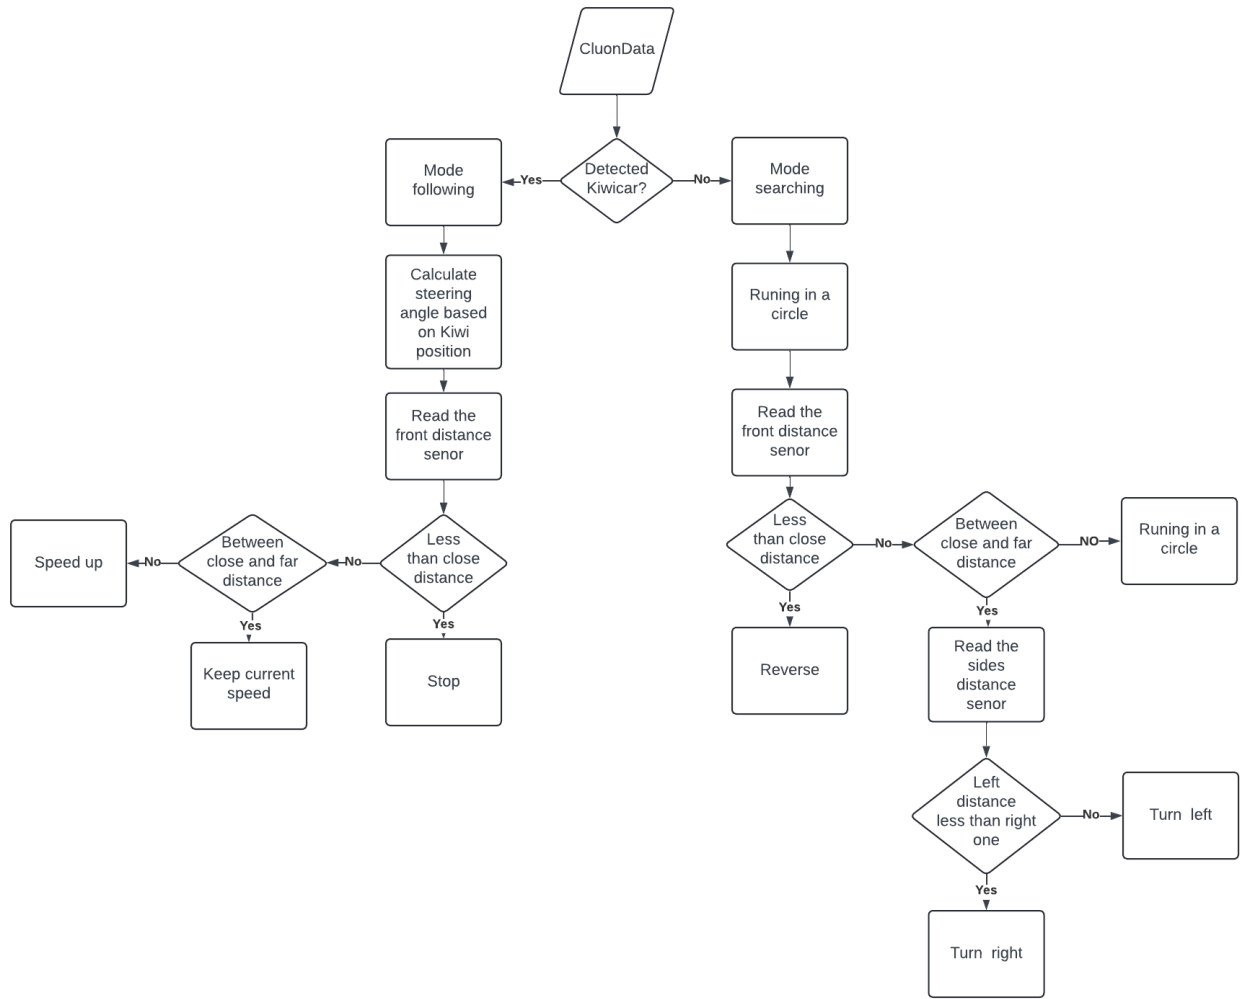 CluonData
Mode
following
Yes
Detected
Kiwicar?
No
Mode
searching
Calculate
steering
angle based
on Kiwi
position
Runing in a
circle
Read the
front distance
senor
Read the
front distance
senor
Speed up
No
Between
close and far
distance
No
Less
than close
distance
Less
than close
distance
No
Between
close and far
distance
NO
Runing in a
circle
Yes
Yes
Yes
Yes
Keep current
speed
Stop
Reverse
Read the
sides
distance
senor
Left
distance
less than right
one
No
Turn left
Yes
Turn right